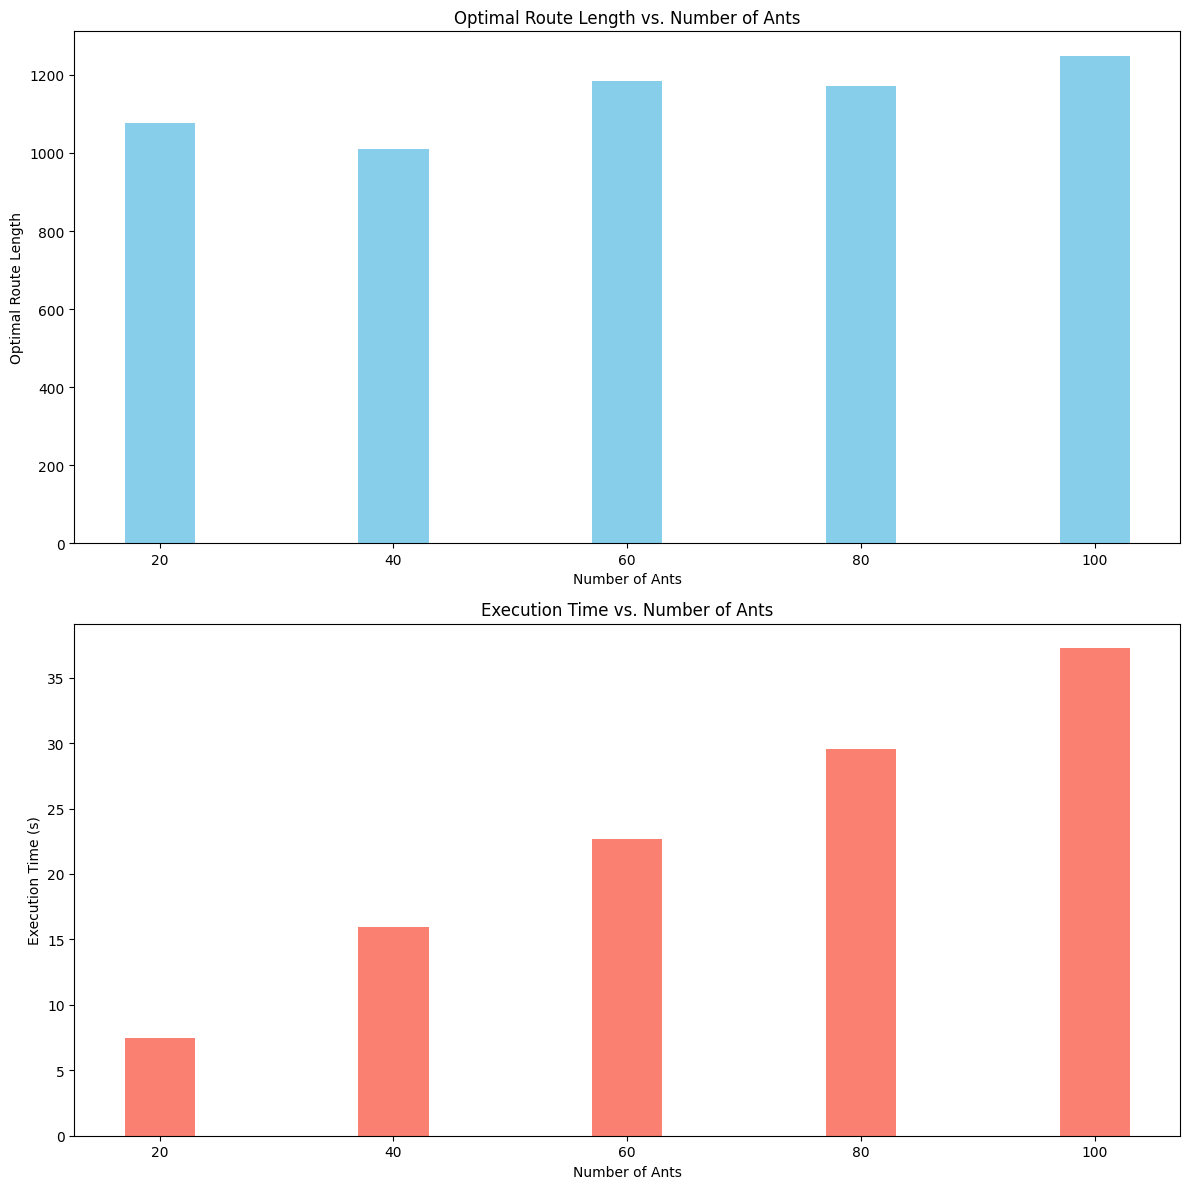 Optimal Route Length vs. Number of Ants
1200
1000
800
600
400
200
0
Optimal Route Length
20 40 60 80 100
Number of Ants
Execution Time vs. Number of Ants
35
30
25
20
15
10
5
0
Execution Time (s)
20 40 60 80 100
Number of Ants